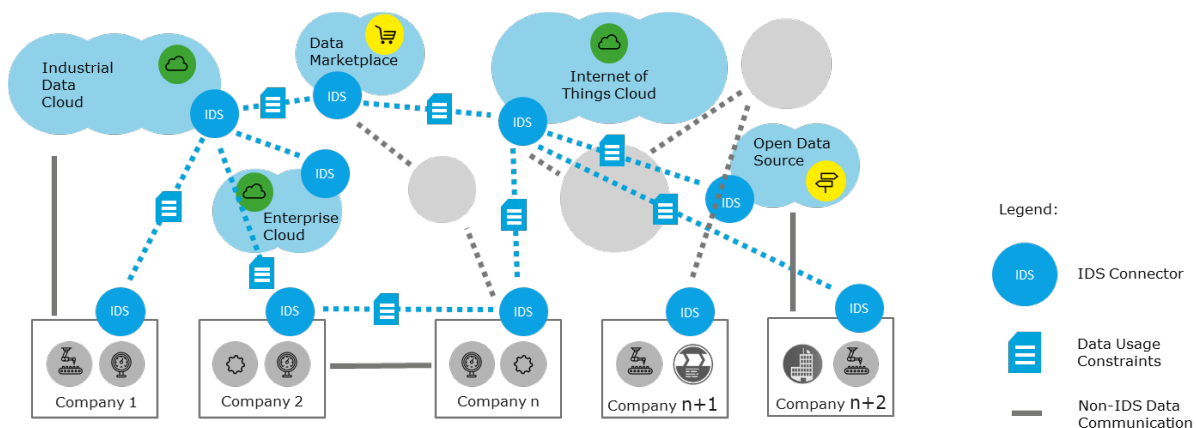 Industrial
Data
Cloud
Data
Marketplace
Internet of
Things Cloud
Open Data
Source
Enterprise
Cloud
IDS
IDS
IDS
IDS
IDS
IDS
IDS
IDS
IDS
IDS
Company 1
Company 2
Company n
Company n+1
Company n+2
Legend:
IDS
IDS Connector
Data Usage
Constraints
Non-IDS Data
Communication